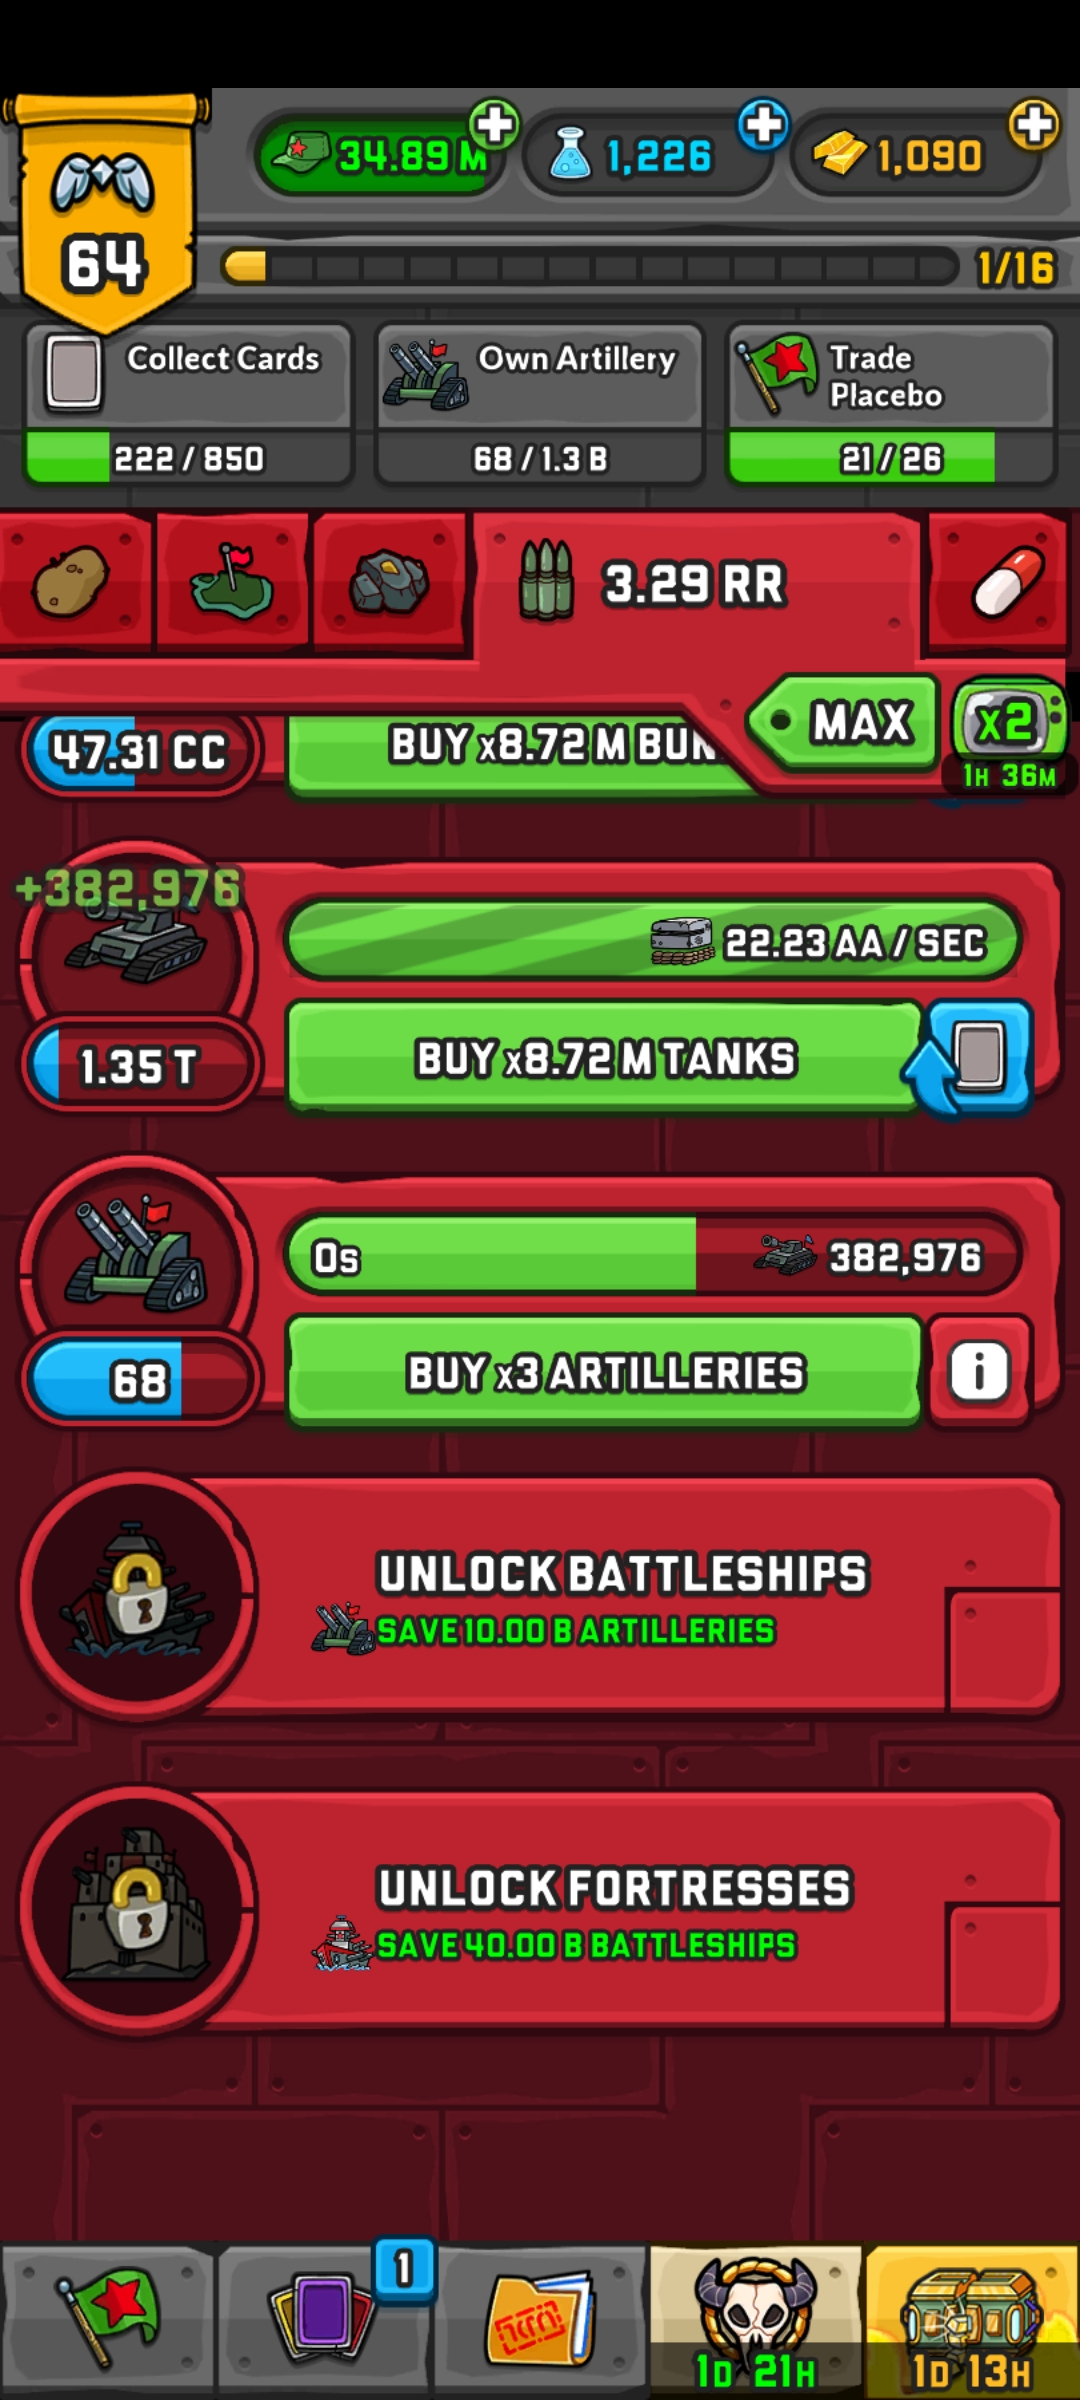 34.89 M
1,226
1,090
64
1/16
Collect Cards
222 / 850
Own Artillery
68 / 1.3 B
Trade
Placebo
21 / 26
3.29 RR
MAX
x2
1H 36M
47.31 CC
BUY x8.72 M BUN
+382,976
22.23 AA / SEC
1.35 T
BUY x8.72 M TANKS
0s
382,976
68
BUY x3 ARTILLERIES
i
UNLOCK BATTLESHIPS
SAVE 10.00 B ARTILLERIES
UNLOCK FORTRESSES
SAVE 40.00 B BATTLESHIPS
1
1D 21H
1D 13H